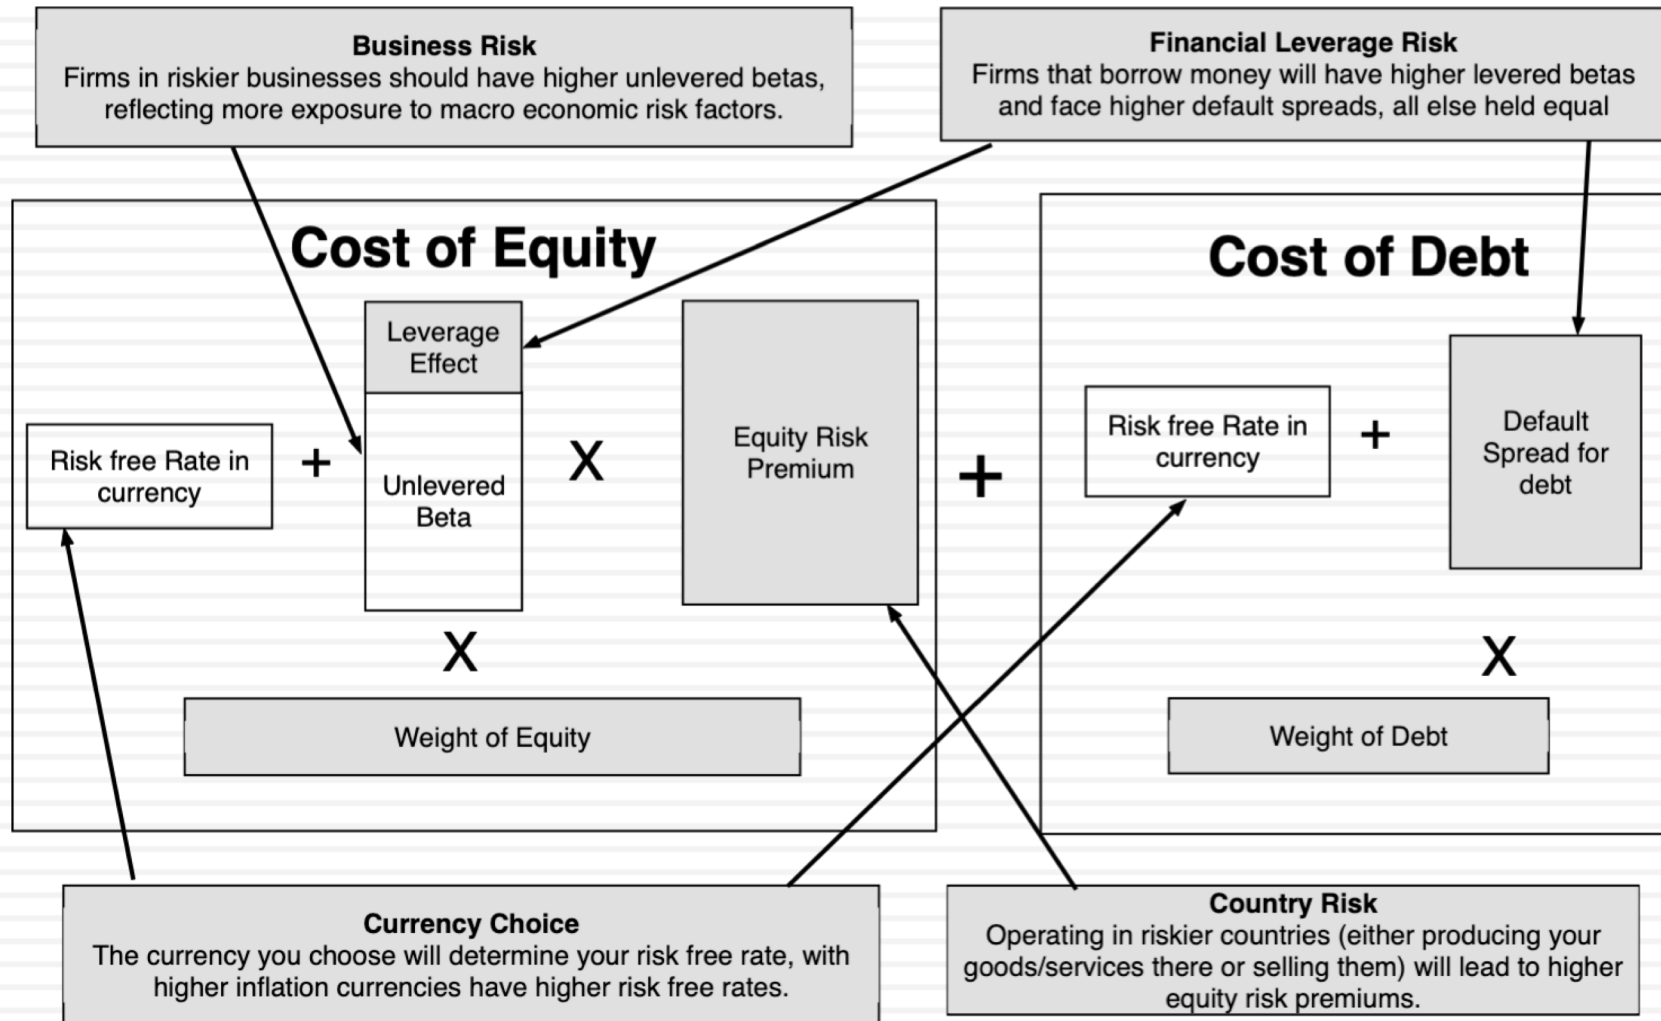 Business Risk
Firms in riskier businesses should have higher unlevered betas,
reflecting more exposure to macro economic risk factors.
Financial Leverage Risk
Firms that borrow money will have higher levered betas
and face higher default spreads, all else held equal
Cost of Equity
Risk free Rate in
currency
+
Leverage
Effect
Unlevered
Beta
X
Equity Risk
Premium
X
Weight of Equity
+
Cost of Debt
Risk free Rate in
currency
+
Default
Spread for
debt
X
Weight of Debt
Currency Choice
The currency you choose will determine your risk free rate, with
higher inflation currencies have higher risk free rates.
Country Risk
Operating in riskier countries (either producing your
goods/services there or selling them) will lead to higher
equity risk premiums.